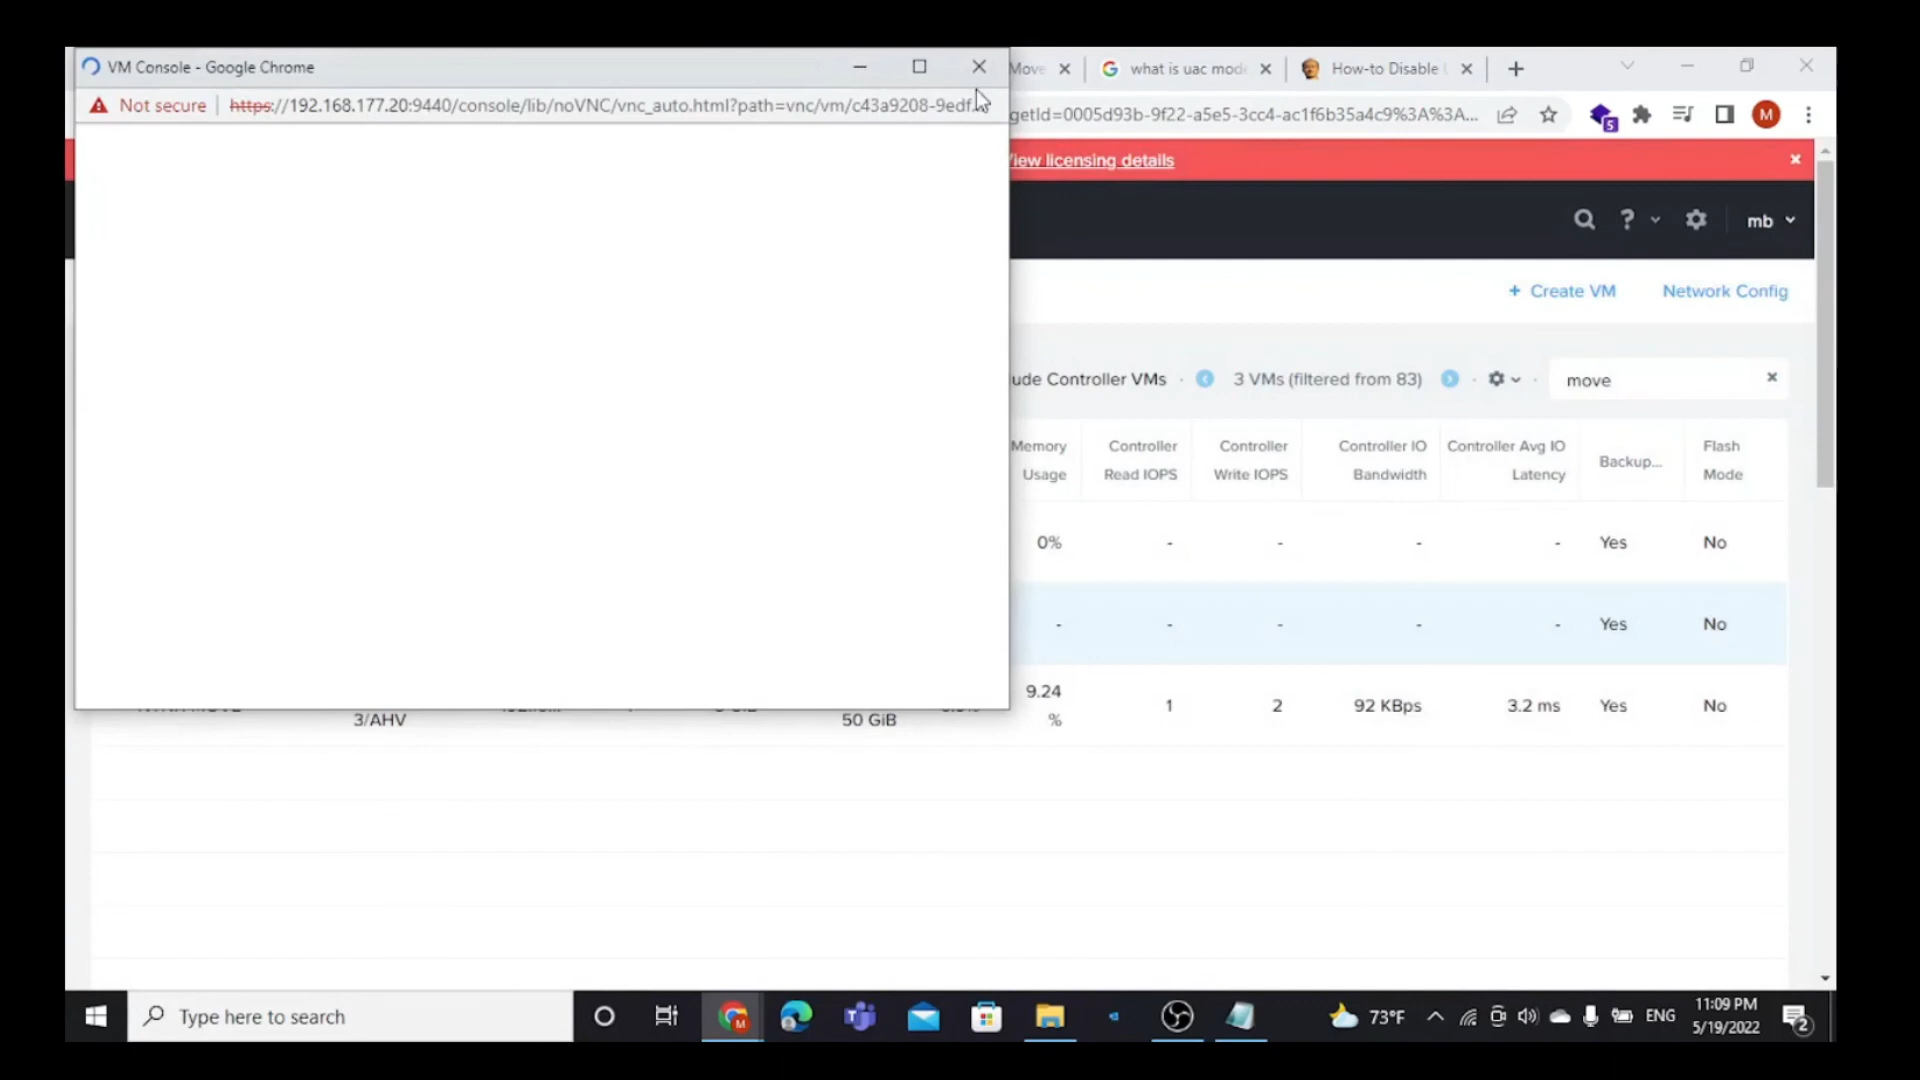 VM Console - Google Chrome
Move
what is uac mod
How-to Disable
Not secure
https://192.168.177.20:9440/console/lib/noVNC/vnc_auto.html?path=vnc/vm/c43a9208-9edf...
getId=0005d93b-9f22-a5e5-3cc4-ac1f6b35a4c9%3A%3A...
5
M
View licensing details
? mb
+ Create VM Network Config
ude Controller VMs · 3 VMs (filtered from 83) · · move
Memory Usage
Controller Read IOPS
Controller Write IOPS
Controller IO Bandwidth
Controller Avg IO Latency
Backup...
Flash Mode
0% - - - - Yes No
- - - - - Yes No
9.24 % 1 2 92 KBps 3.2 ms Yes No
3/AHV 50 GiB
Type here to search
M
73°F
ENG
11:09 PM
5/19/2022
2